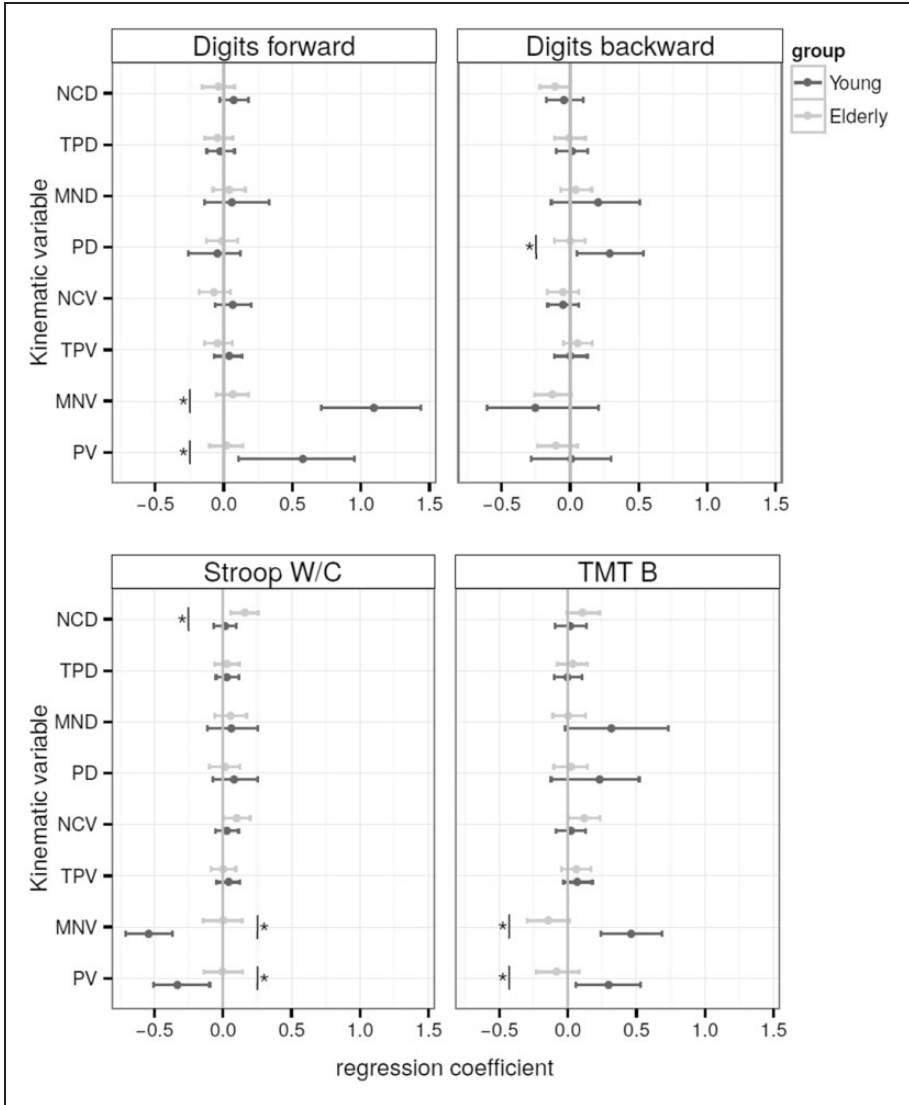 Digits forward
Digits backward
group
Young
Elderly
Kinematic variable
NCD
TPD
MND
PD
*
NCV
TPV
MNV
*
PV
*
−0.5 0.0 0.5 1.0 1.5
−0.5 0.0 0.5 1.0 1.5
Stroop W/C
TMT B
Kinematic variable
NCD
*
TPD
MND
PD
NCV
TPV
MNV
*
*
PV
*
*
−0.5 0.0 0.5 1.0 1.5
−0.5 0.0 0.5 1.0 1.5
regression coefficient